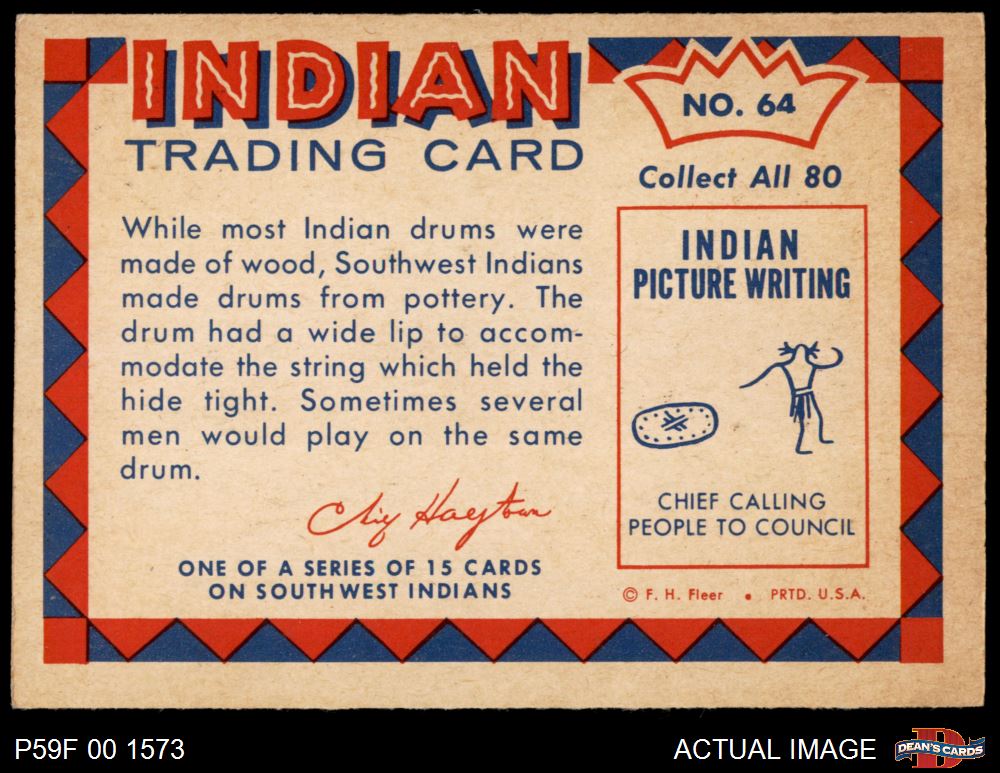 INDIAN
TRADING CARD
NO. 64
Collect All 80
While most Indian drums were
made of wood, Southwest Indians
made drums from pottery. The
drum had a wide lip to accom-
modate the string which held the
hide tight. Sometimes several
men would play on the same
drum.
Chief Hagstrom
ONE OF A SERIES OF 15 CARDS
ON SOUTHWEST INDIANS
INDIAN
PICTURE WRITING
CHIEF CALLING
PEOPLE TO COUNCIL
© F. H. Fleer • PRTD. U.S.A.
P59F 00 1573
ACTUAL IMAGE
D
DEAN'S CARDS